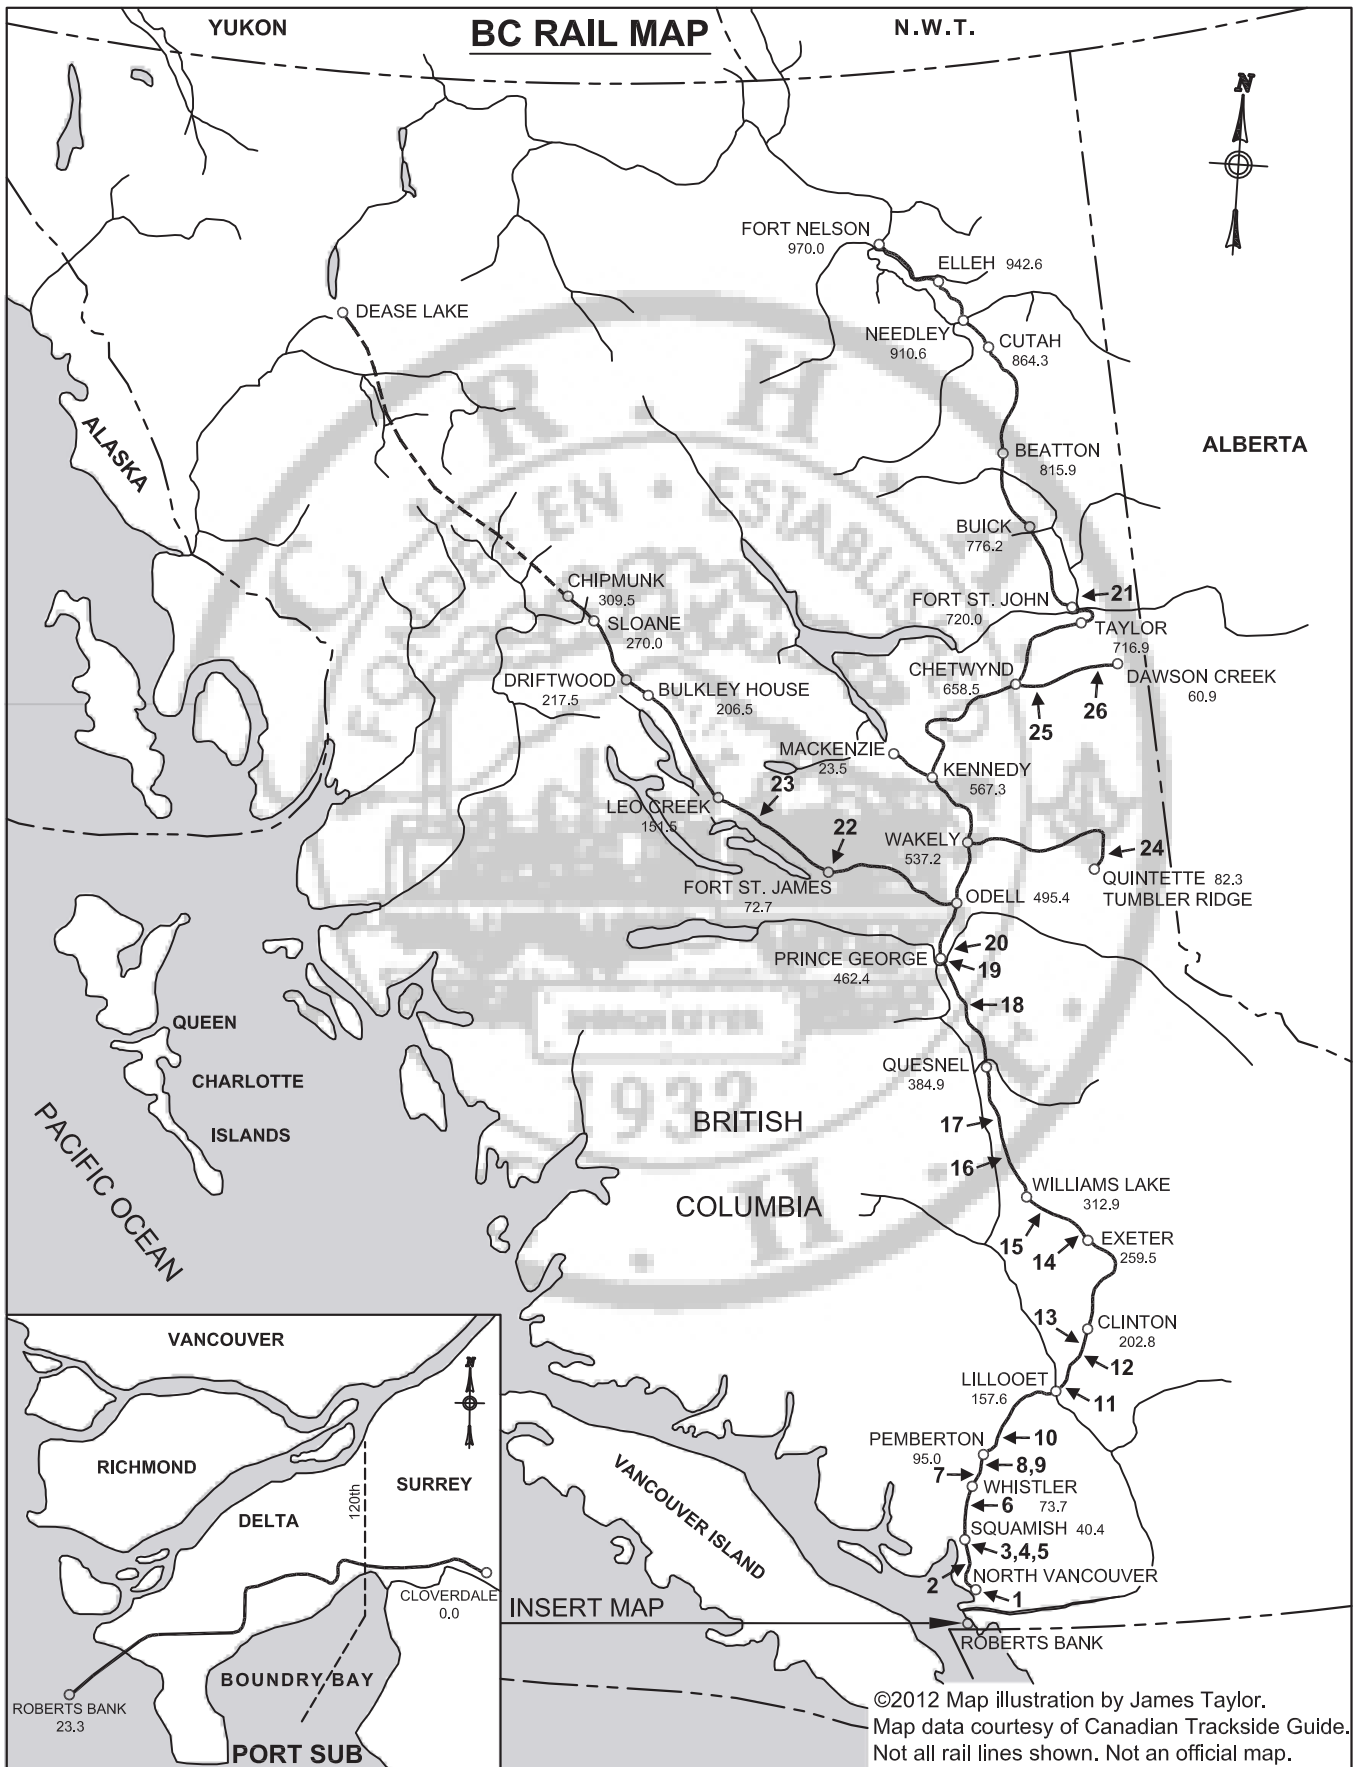 YUKON
BC RAIL MAP
N.W.T.
N
FORT NELSON
970.0
ELLEH 942.6
DEASE LAKE
NEEDLEY
910.6
CUTAH
864.3
ALASKA
ALBERTA
BEATTON
815.9
BUICK
776.2
CHIPMUNK
309.5
FORT ST. JOHN
720.0
21
SLOANE
270.0
TAYLOR
716.9
DRIFTWOOD
217.5
BULKLEY HOUSE
206.5
CHETWYND
658.5
DAWSON CREEK
60.9
25
26
MACKENZIE
23.5
KENNEDY
567.3
23
LEO CREEK
151.5
22
WAKELY
537.2
24
FORT ST. JAMES
72.7
QUINTETTE 82.3
TUMBLER RIDGE
ODELL 495.4
20
PRINCE GEORGE
462.4
19
18
QUEEN
CHARLOTTE
ISLANDS
QUESNEL
384.9
PACIFIC OCEAN
BRITISH
COLUMBIA
17
16
WILLIAMS LAKE
312.9
15
14
EXETER
259.5
13
CLINTON
202.8
12
LILLOOET
157.6
11
PEMBERTON
95.0
10
7
8,9
WHISTLER
73.7
6
SQUAMISH 40.4
3,4,5
2
NORTH VANCOUVER
1
VANCOUVER ISLAND
INSERT MAP
ROBERTS BANK
VANCOUVER
N
RICHMOND
SURREY
DELTA
120th
CLOVERDALE
0.0
BOUNDRY BAY
ROBERTS BANK
23.3
PORT SUB
©2012 Map illustration by James Taylor.
Map data courtesy of Canadian Trackside Guide.
Not all rail lines shown. Not an official map.
C · R · H · A
ESTABLISHED
1932
H